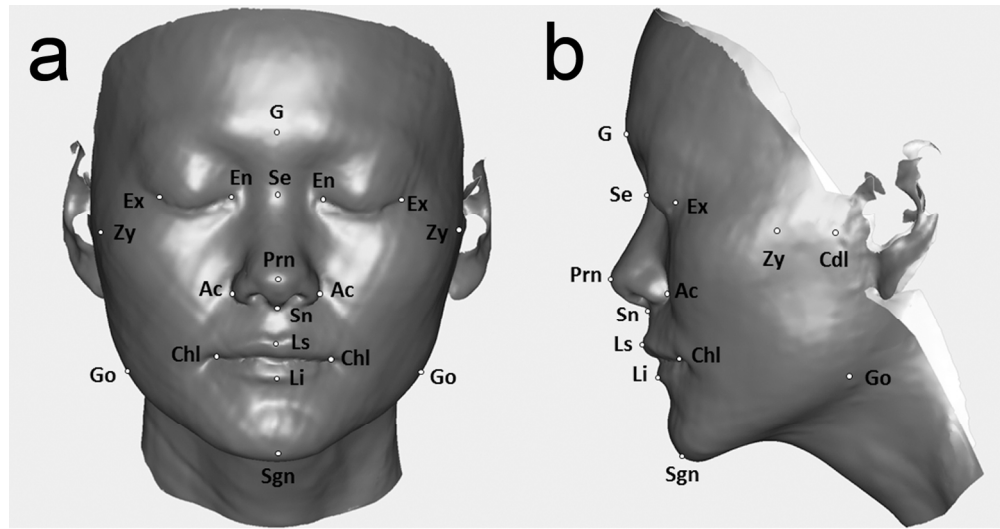 a
G
En Se En
Ex Ex
Zy Zy
Prn
Ac Ac
Sn
Ls
Chl Chl
Li
Go Go
Sgn
b
G
Se
Ex
Zy Cdl
Prn
Ac
Sn
Ls
Chl
Li
Go
Sgn